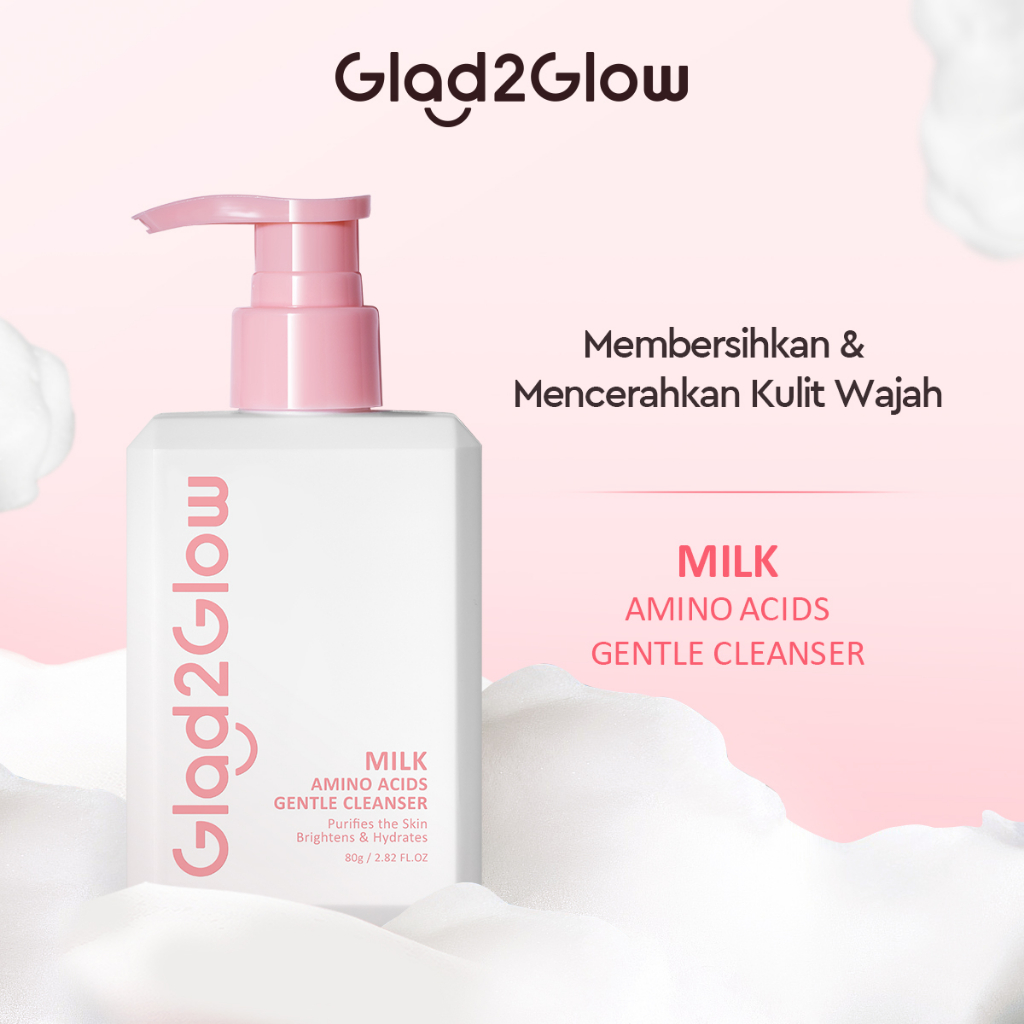 Glad2Glow
Membersihkan &
Mencerahkan Kulit Wajah
MILK
AMINO ACIDS
GENTLE CLEANSER
Glad2Glow
MILK
AMINO ACIDS
GENTLE CLEANSER
Purifies the Skin
Brightens & Hydrates
80g / 2.82 FL.OZ